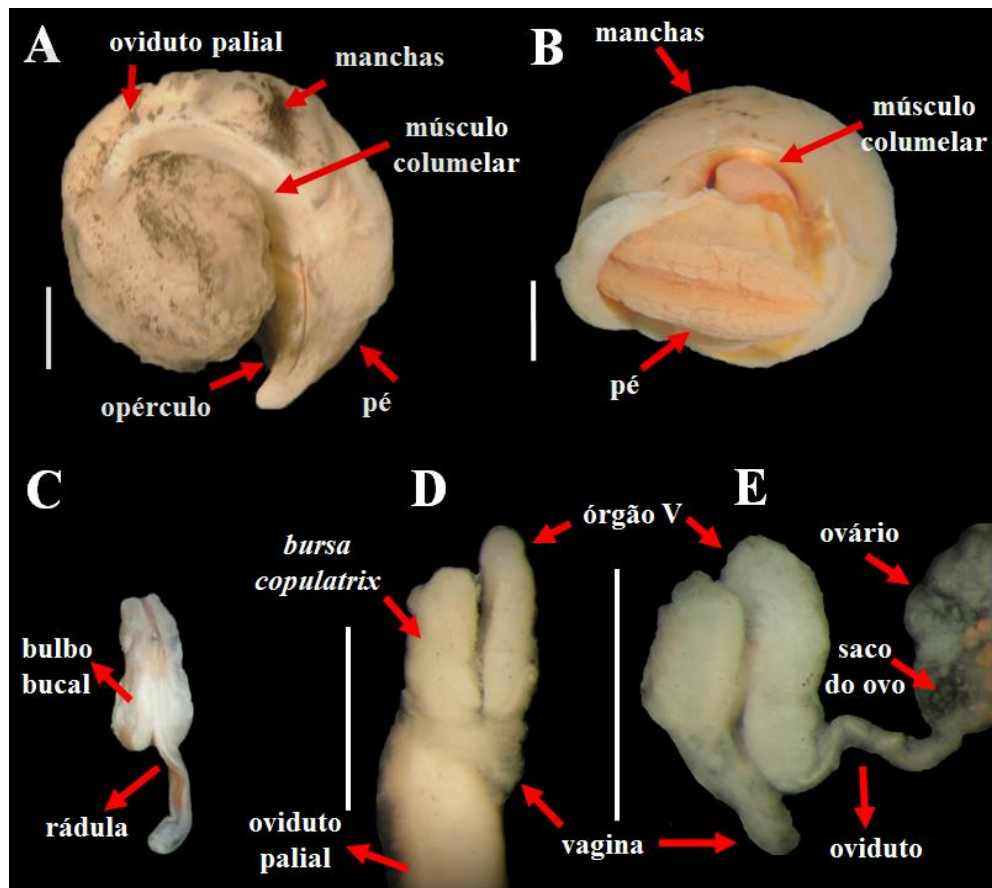 A
oviduto palial
manchas
músculo
columelar
opérculo
pé
B
manchas
músculo
columelar
pé
C
bulbo
bucal
rádula
D
bursa
copulatrix
órgão V
oviduto
palial
vagina
E
ovário
saco
do ovo
oviduto